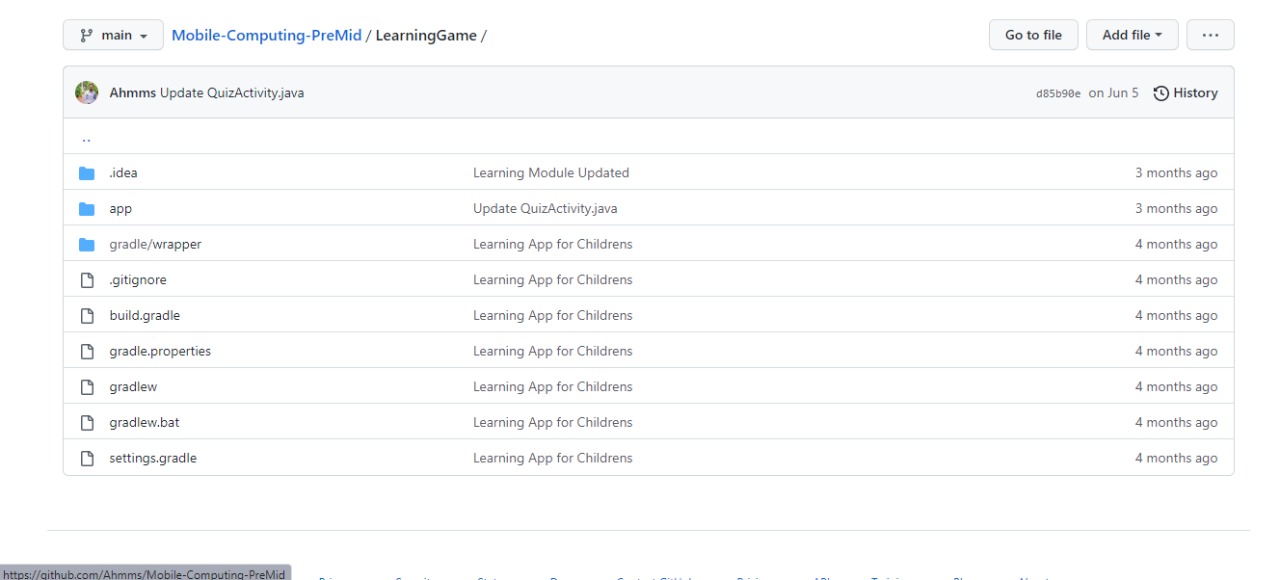 main
Mobile-Computing-PreMid / LearningGame /
Go to file
Add file
...
Ahmms Update QuizActivity.java
d85b90e on Jun 5
History
..
.idea Learning Module Updated 3 months ago
app Update QuizActivity.java 3 months ago
gradle/wrapper Learning App for Childrens 4 months ago
.gitignore Learning App for Childrens 4 months ago
build.gradle Learning App for Childrens 4 months ago
gradle.properties Learning App for Childrens 4 months ago
gradlew Learning App for Childrens 4 months ago
gradlew.bat Learning App for Childrens 4 months ago
settings.gradle Learning App for Childrens 4 months ago
https://github.com/Ahmms/Mobile-Computing-PreMid